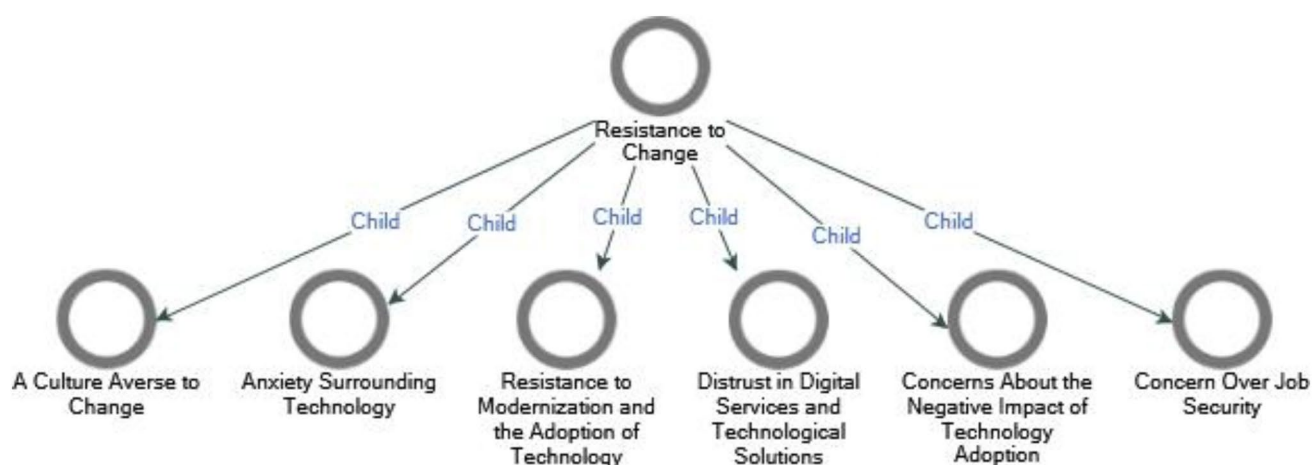 Resistance to
Change
Child
Child
Child
Child
Child
Child
A Culture Averse to
Change
Anxiety Surrounding
Technology
Resistance to
Modernization and
the Adoption of
Technology
Distrust in Digital
Services and
Technological
Solutions
Concerns About the
Negative Impact of
Technology
Adoption
Concern Over Job
Security